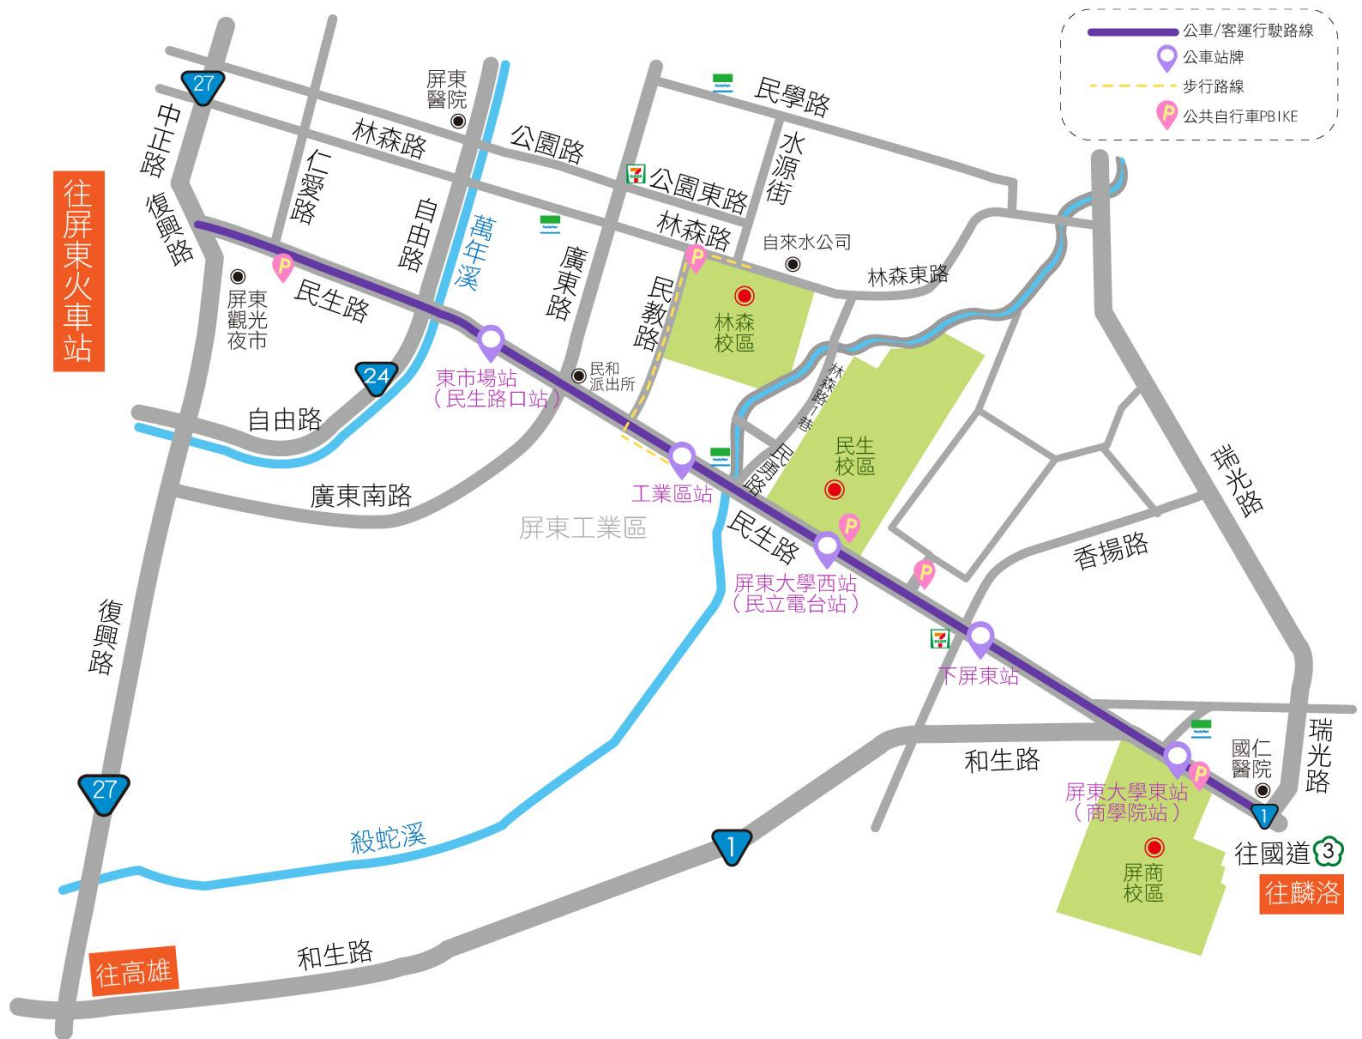 公車/客運行駛路線
公車站牌
步行路線
P
公共自行車PBIKE
27
屏東
醫院
民學路
中正路
林森路
公園路
水源街
仁愛路
7
公園東路
往屏東火車站
復興路
自由路
萬年溪
林森路
自來水公司
廣東路
林森東路
P
P
屏東
觀光
夜市
民生路
民教路
林森
校區
24
東市場站
（民生路口站）
民和
派出所
林森路1巷
自由路
民生
校區
瑞光路
工業區站
民勇路
廣東南路
屏東工業區
民生路
P
香揚路
屏東大學西站
（民立電台站）
P
復興路
7
下屏東站
瑞光路
和生路
國仁
醫院
27
屏東大學東站
（商學院站）
P
1
殺蛇溪
1
往國道3
屏商
校區
往麟洛
和生路
往高雄